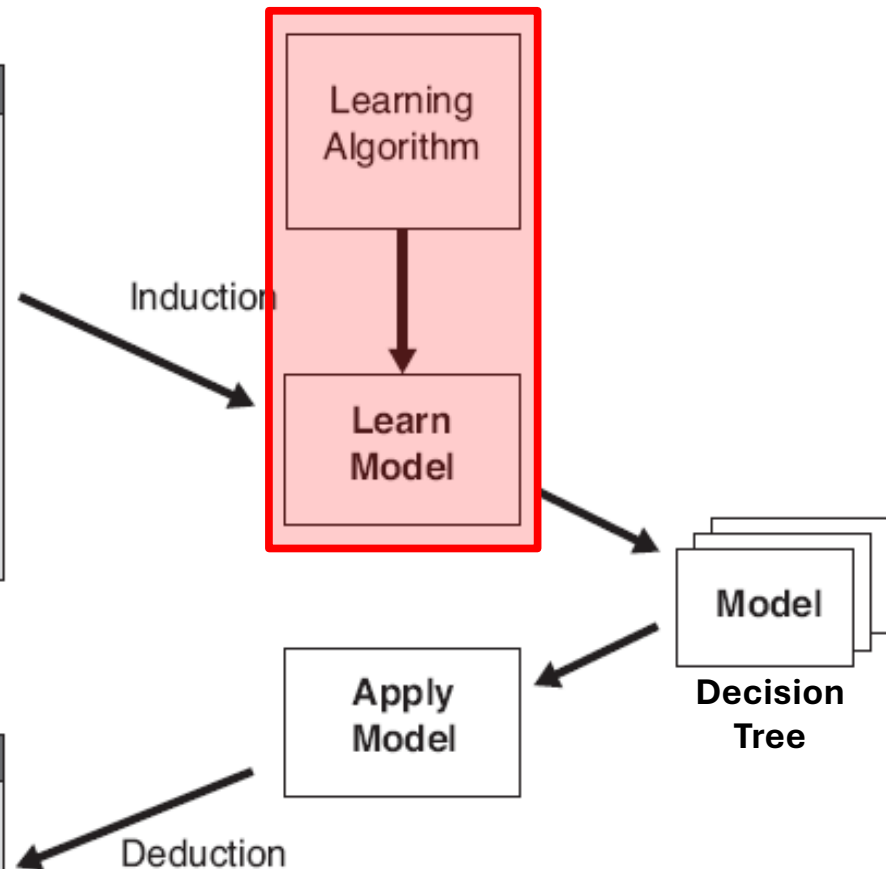 Learning
Algorithm
Induction
Learn
Model
Model
Decision
Tree
Apply
Model
Deduction